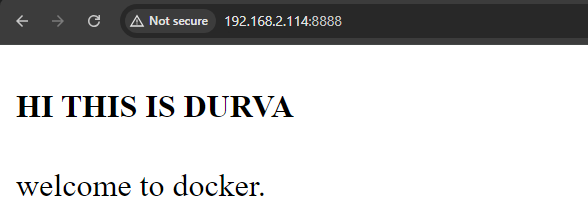 Not secure 192.168.2.114:8888
HI THIS IS DURVA
welcome to docker.